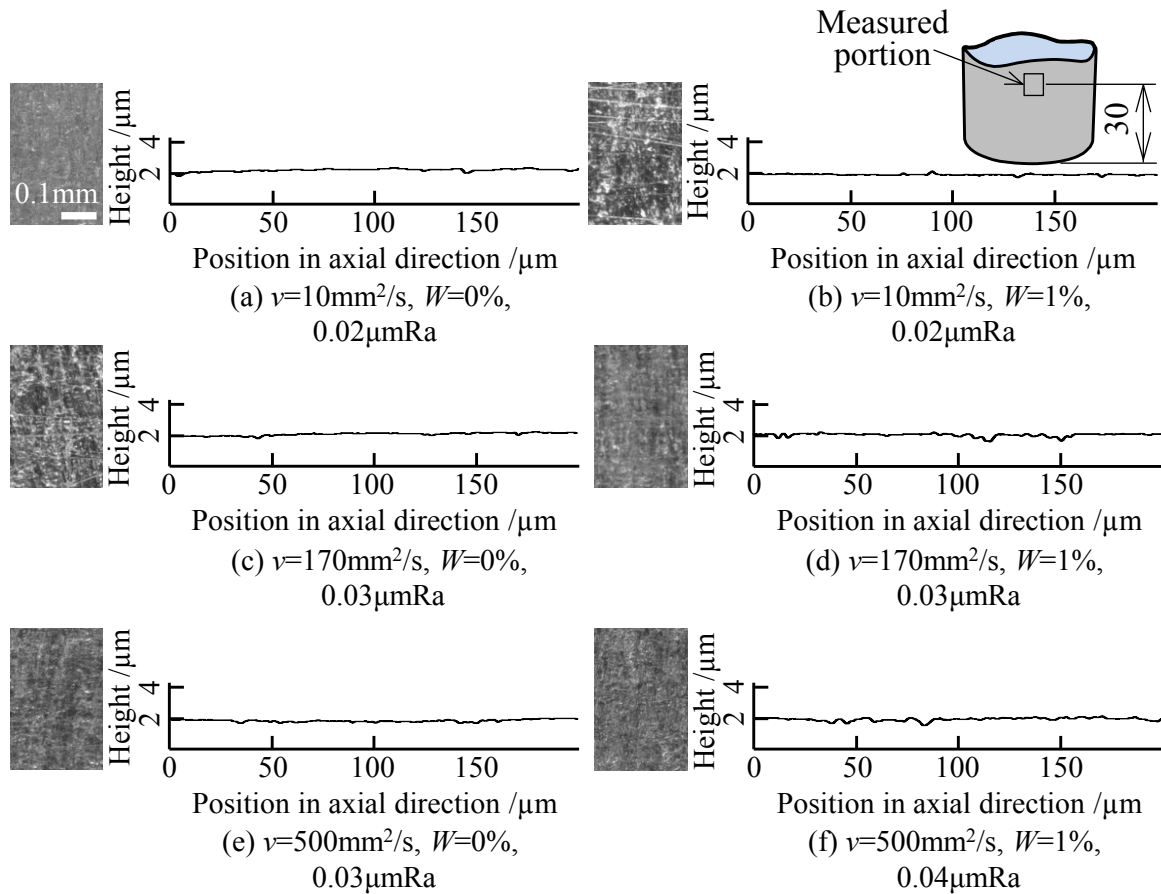 Measured
portion
30
0.1mm
Height /μm
4
2
0 50 100 150
Position in axial direction /μm
(a) ν=10mm²/s, W=0%,
0.02μmRa
Height /μm
4
2
0 50 100 150
Position in axial direction /μm
(b) ν=10mm²/s, W=1%,
0.02μmRa
Height /μm
4
2
0 50 100 150
Position in axial direction /μm
(c) ν=170mm²/s, W=0%,
0.03μmRa
Height /μm
4
2
0 50 100 150
Position in axial direction /μm
(d) ν=170mm²/s, W=1%,
0.03μmRa
Height /μm
4
2
0 50 100 150
Position in axial direction /μm
(e) ν=500mm²/s, W=0%,
0.03μmRa
Height /μm
4
2
0 50 100 150
Position in axial direction /μm
(f) ν=500mm²/s, W=1%,
0.04μmRa